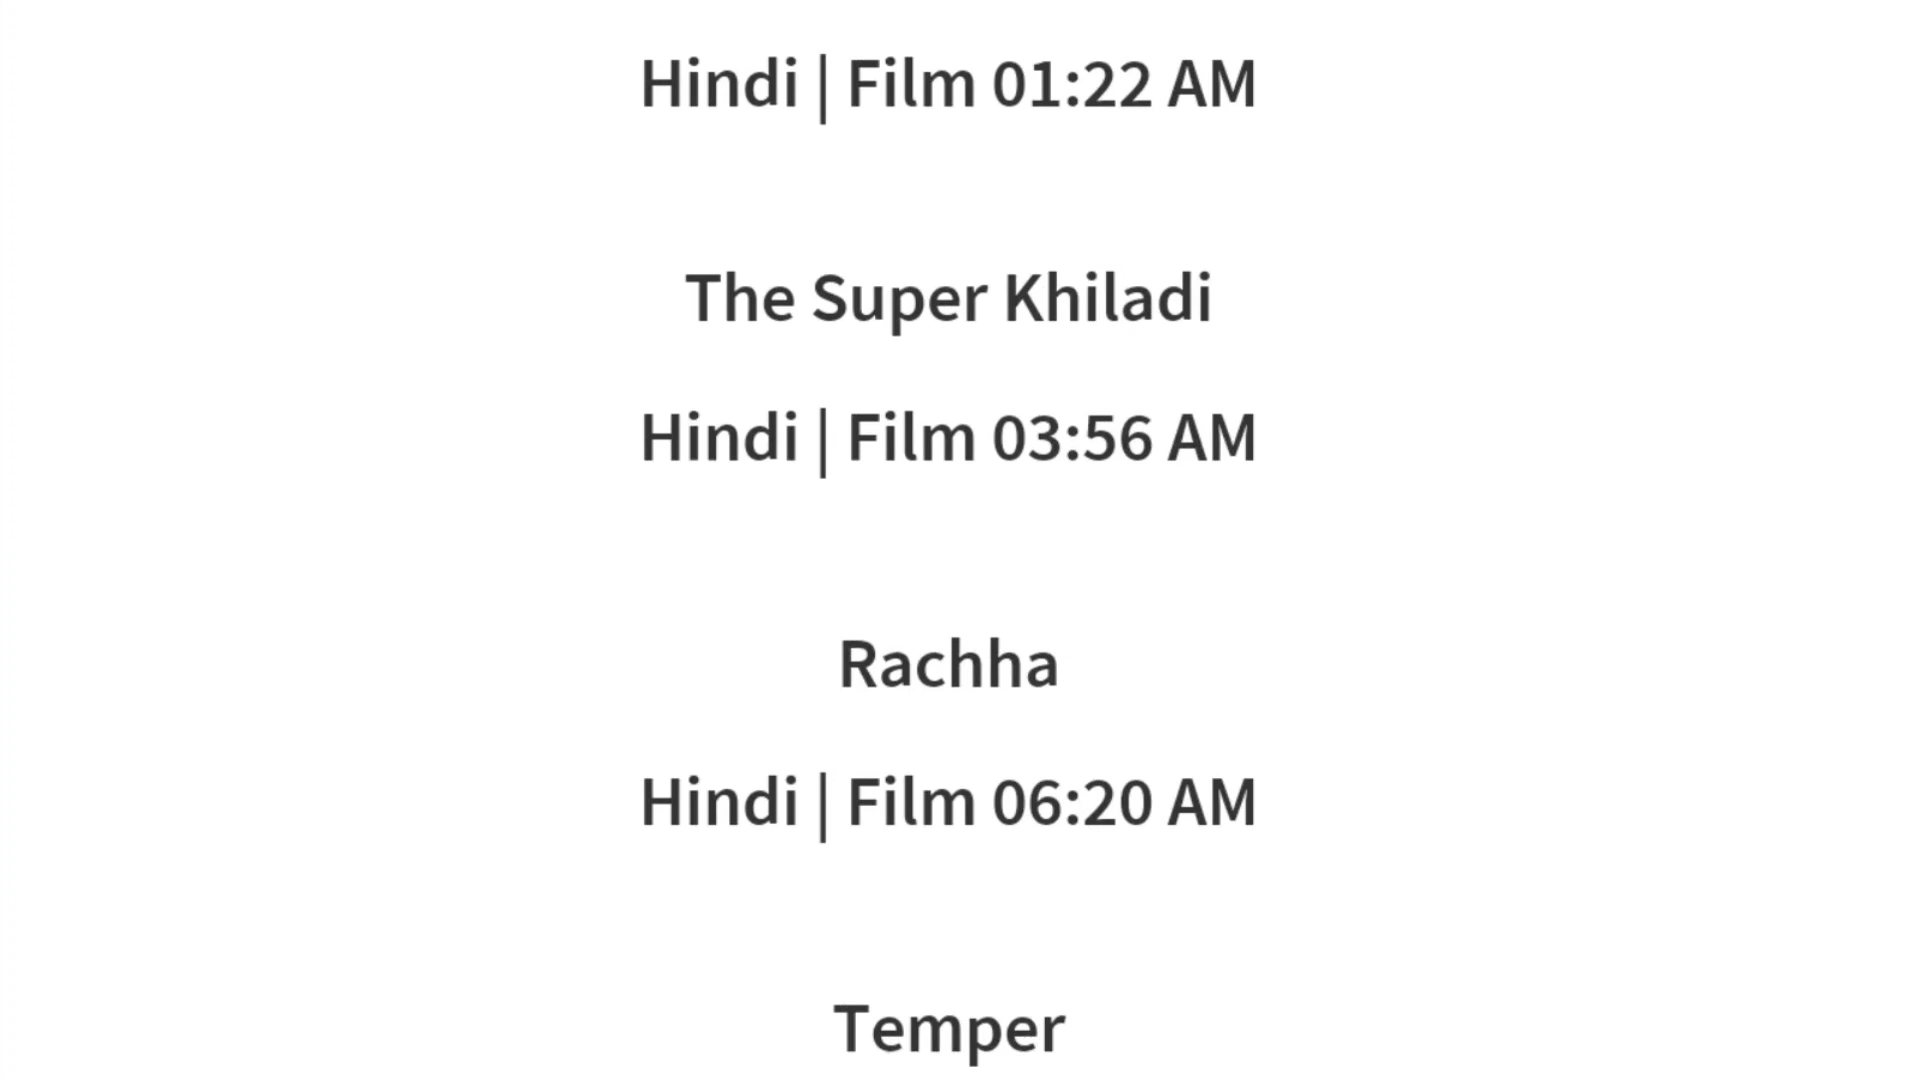 Hindi | Film 01:22 AM
The Super Khiladi
Hindi | Film 03:56 AM
Rachha
Hindi | Film 06:20 AM
Temper